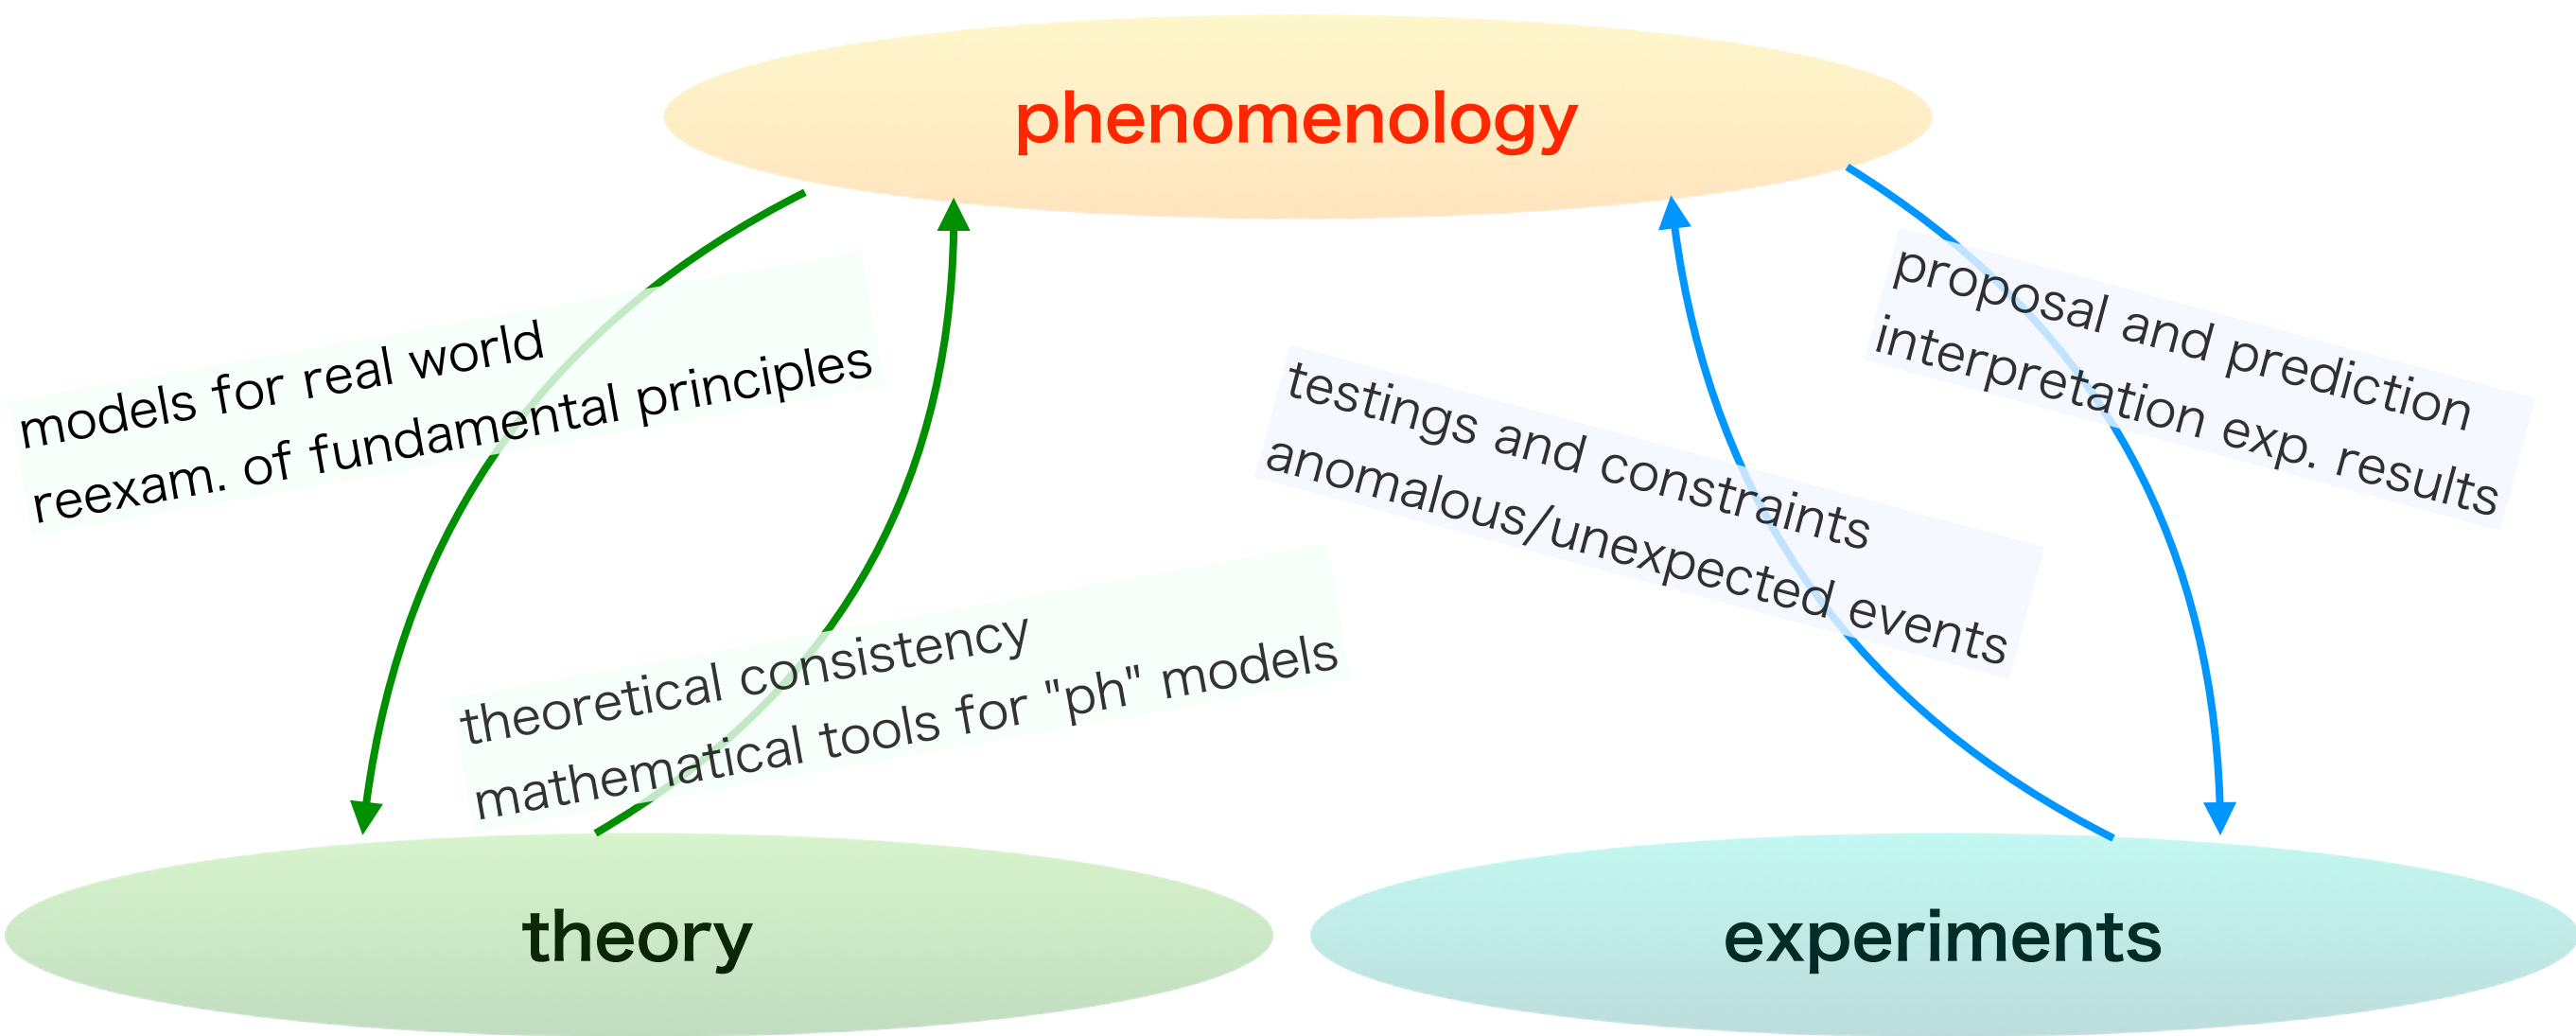 phenomenology
models for real world
reexam. of fundamental principles
theoretical consistency
mathematical tools for "ph" models
testings and constraints
anomalous/unexpected events
proposal and prediction
interpretation exp. results
theory
experiments